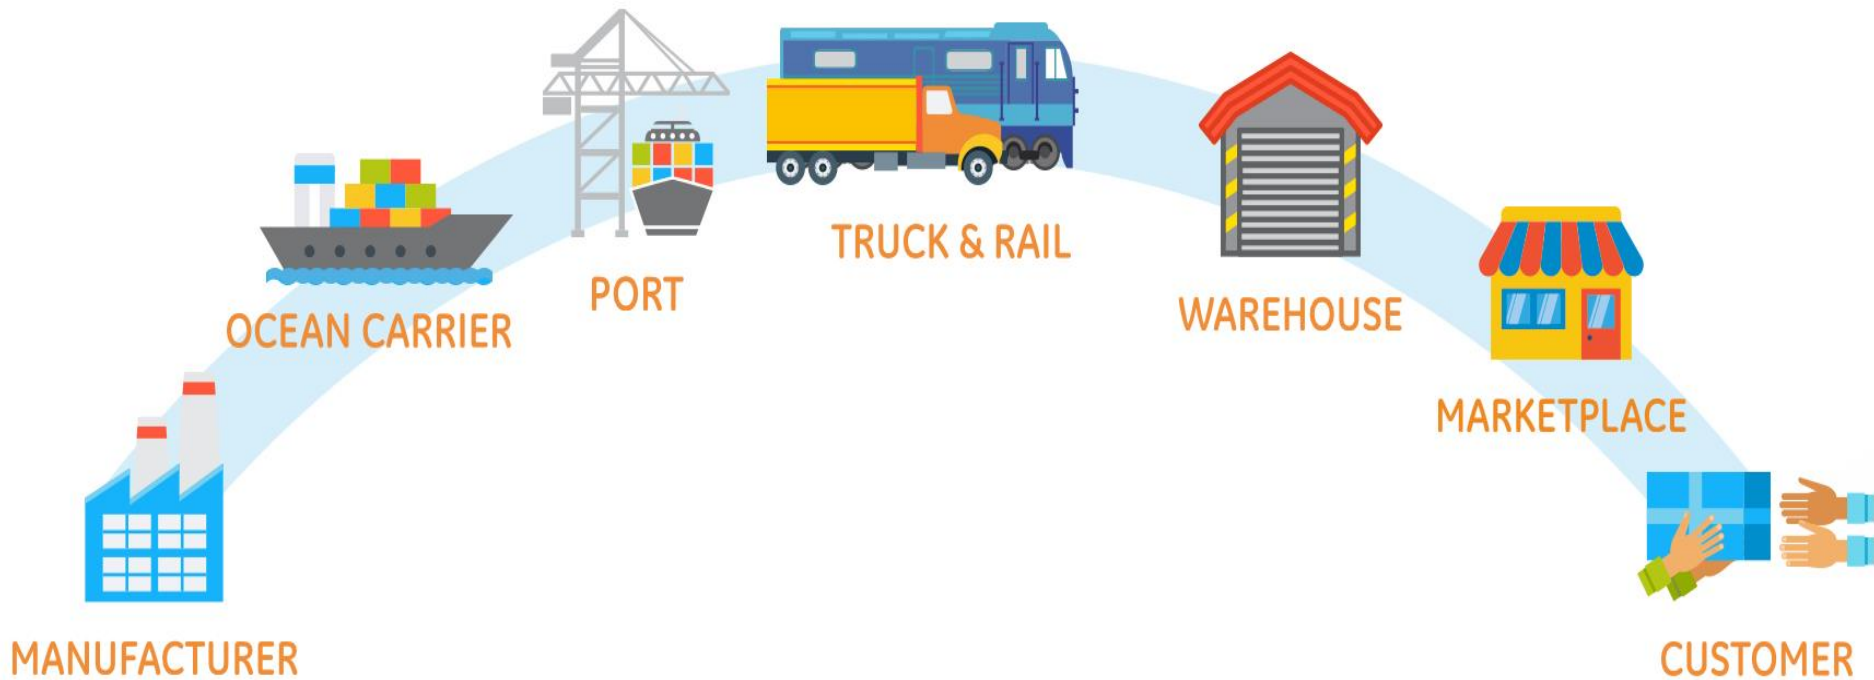 MANUFACTURER
OCEAN CARRIER
PORT
TRUCK & RAIL
WAREHOUSE
MARKETPLACE
CUSTOMER